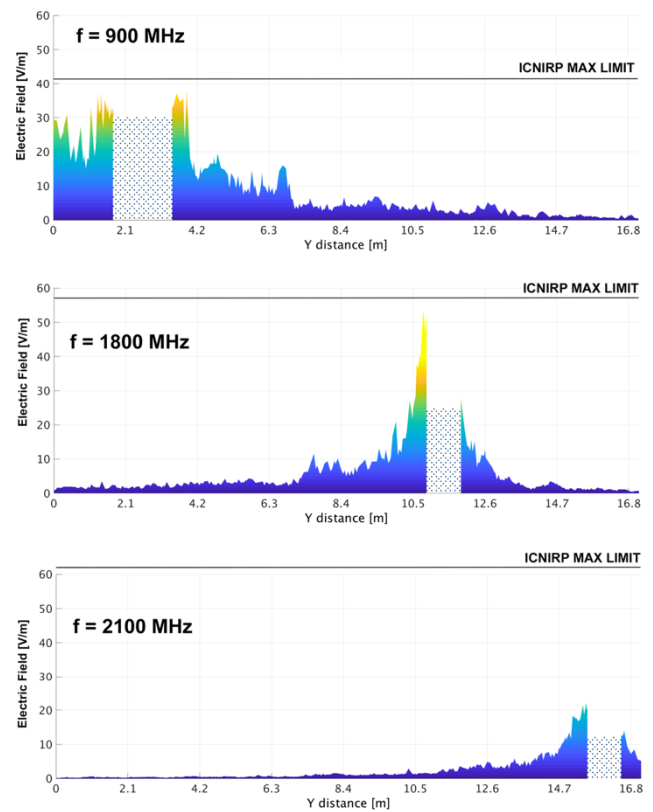 60
f = 900 MHz
50
ICNIRP MAX LIMIT
40
30
20
10
0
Electric Field [V/m]
0 2.1 4.2 6.3 8.4 10.5 12.6 14.7 16.8
Y distance [m]
60
ICNIRP MAX LIMIT
50
f = 1800 MHz
40
30
20
10
0
Electric Field [V/m]
0 2.1 4.2 6.3 8.4 10.5 12.6 14.7 16.8
Y distance [m]
ICNIRP MAX LIMIT
60
50
f = 2100 MHz
40
30
20
10
0
Electric Field [V/m]
0 2.1 4.2 6.3 8.4 10.5 12.6 14.7 16.8
Y distance [m]